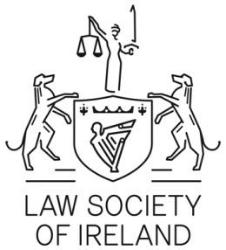 LAW SOCIETY
OF IRELAND